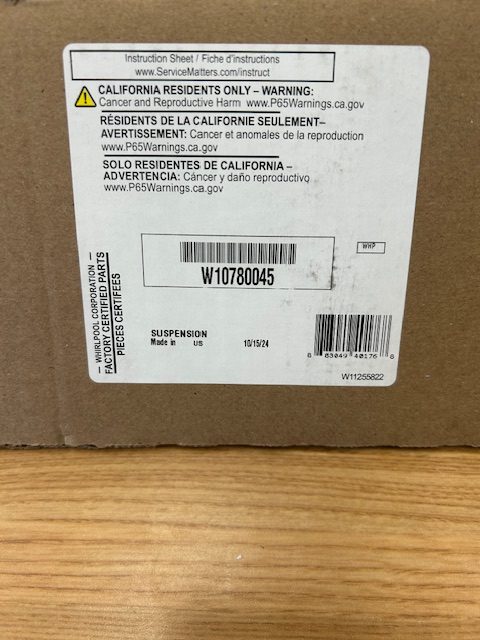 Instruction Sheet / Fiche d'instructions
www.ServiceMatters.com/instruct
CALIFORNIA RESIDENTS ONLY – WARNING:
Cancer and Reproductive Harm www.P65Warnings.ca.gov
RÉSIDENTS DE LA CALIFORNIE SEULEMENT–
AVERTISSEMENT: Cancer et anomales de la reproduction
www.P65Warnings.ca.gov
SOLO RESIDENTES DE CALIFORNIA –
ADVERTENCIA: Cáncer y daño reproductivo
www.P65Warnings.ca.gov
– WHIRLPOOL CORPORATION –
FACTORY CERTIFIED PARTS
PIECES CERTIFEES
WHP
W10780045
SUSPENSION
Made in US 10/15/24
8 83049 40176 8
W11255822